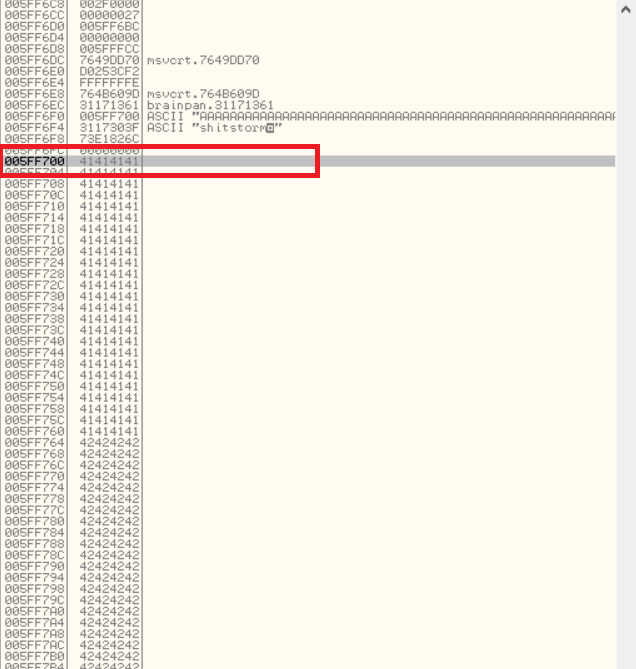 005FF6C8 002F0000
005FF6CC 00000027
005FF6D0 005FF6BC
005FF6D4 00000000
005FF6D8 005FFFCC
005FF6DC 7649DD70 msvcrt.7649DD70
005FF6E0 D0253CF2
005FF6E4 FFFFFFFE
005FF6E8 764B609D msvcrt.764B609D
005FF6EC 31171361 brainpan.31171361
005FF6F0 005FF700 ASCII "AAAAAAAAAAAAAAAAAAAAAAAAAAAAAAAAAAAAAAAAAAAAAAAAAAAAAAA
005FF6F4 3117303F ASCII "shitstorm◘"
005FF6F8 73E1826C
005FF6FC 00000000
005FF700 41414141
005FF704 41414141
005FF708 41414141
005FF70C 41414141
005FF710 41414141
005FF714 41414141
005FF718 41414141
005FF71C 41414141
005FF720 41414141
005FF724 41414141
005FF728 41414141
005FF72C 41414141
005FF730 41414141
005FF734 41414141
005FF738 41414141
005FF73C 41414141
005FF740 41414141
005FF744 41414141
005FF748 41414141
005FF74C 41414141
005FF750 41414141
005FF754 41414141
005FF758 41414141
005FF75C 41414141
005FF760 41414141
005FF764 42424242
005FF768 42424242
005FF76C 42424242
005FF770 42424242
005FF774 42424242
005FF778 42424242
005FF77C 42424242
005FF780 42424242
005FF784 42424242
005FF788 42424242
005FF78C 42424242
005FF790 42424242
005FF794 42424242
005FF798 42424242
005FF79C 42424242
005FF7A0 42424242
005FF7A4 42424242
005FF7A8 42424242
005FF7AC 42424242
005FF7B0 42424242
005FF7B4 42424242